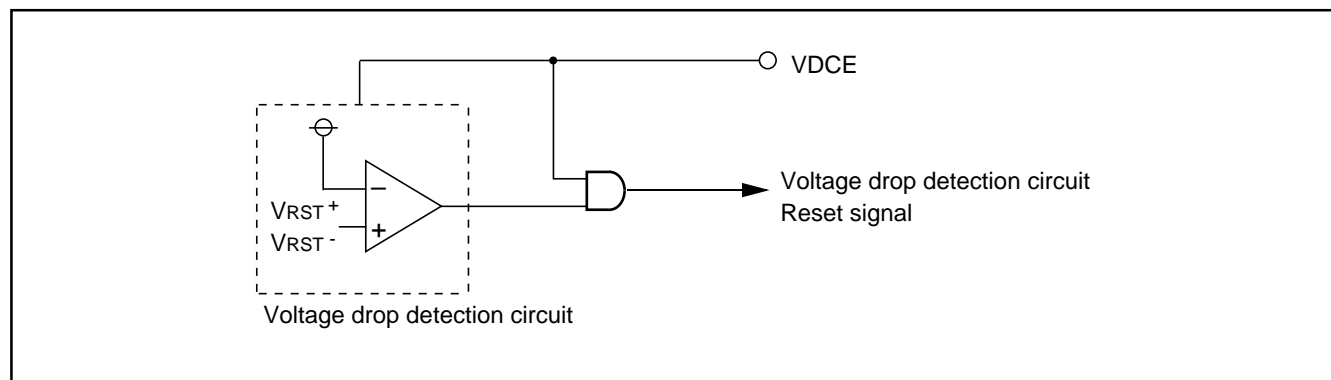 VDCE
−
VRST+
+
VRST-
Voltage drop detection circuit
Reset signal
Voltage drop detection circuit